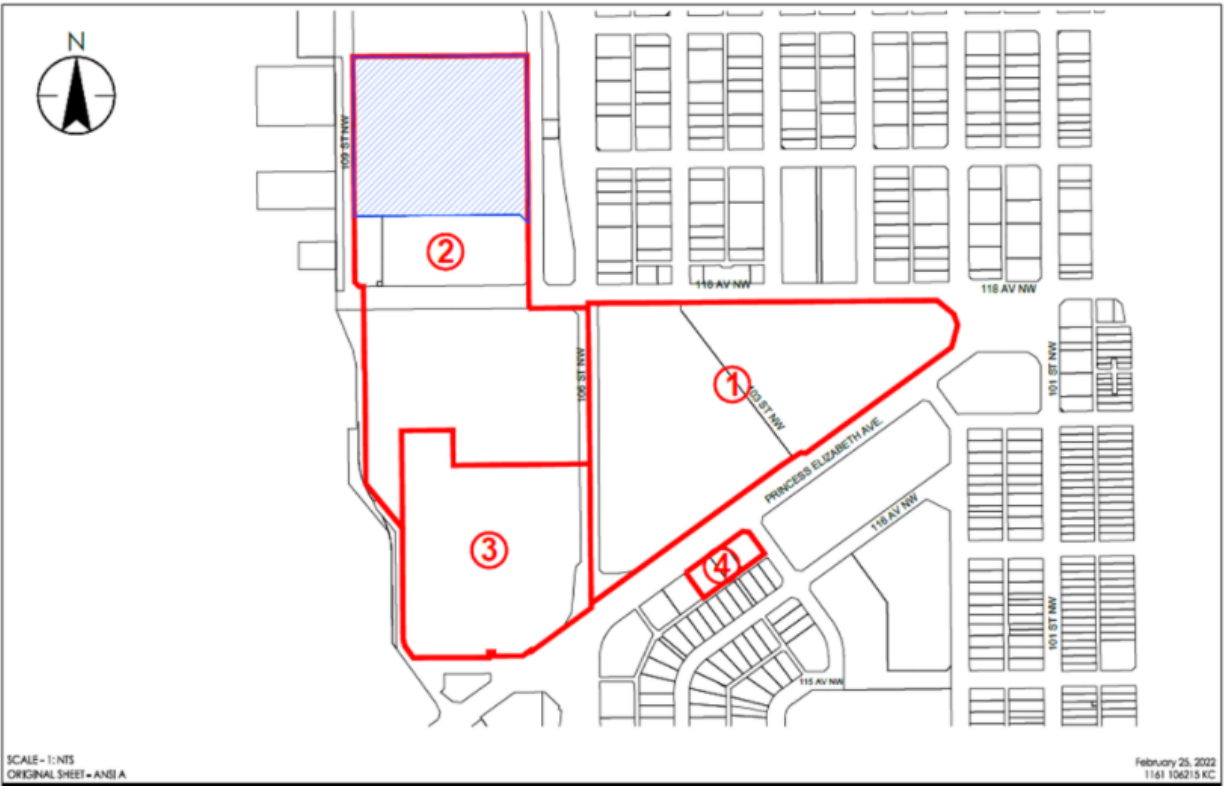 N
109 ST NW
2
118 AV NW
118 AV NW
106 ST NW
1
103 ST NW
101 ST NW
PRINCESS ELIZABETH AVE.
116 AV NW
3
4
101 ST NW
115 AV NW
SCALE - 1: NTS
ORIGINAL SHEET - ANSI A
February 25, 2022
1161 106215 KC